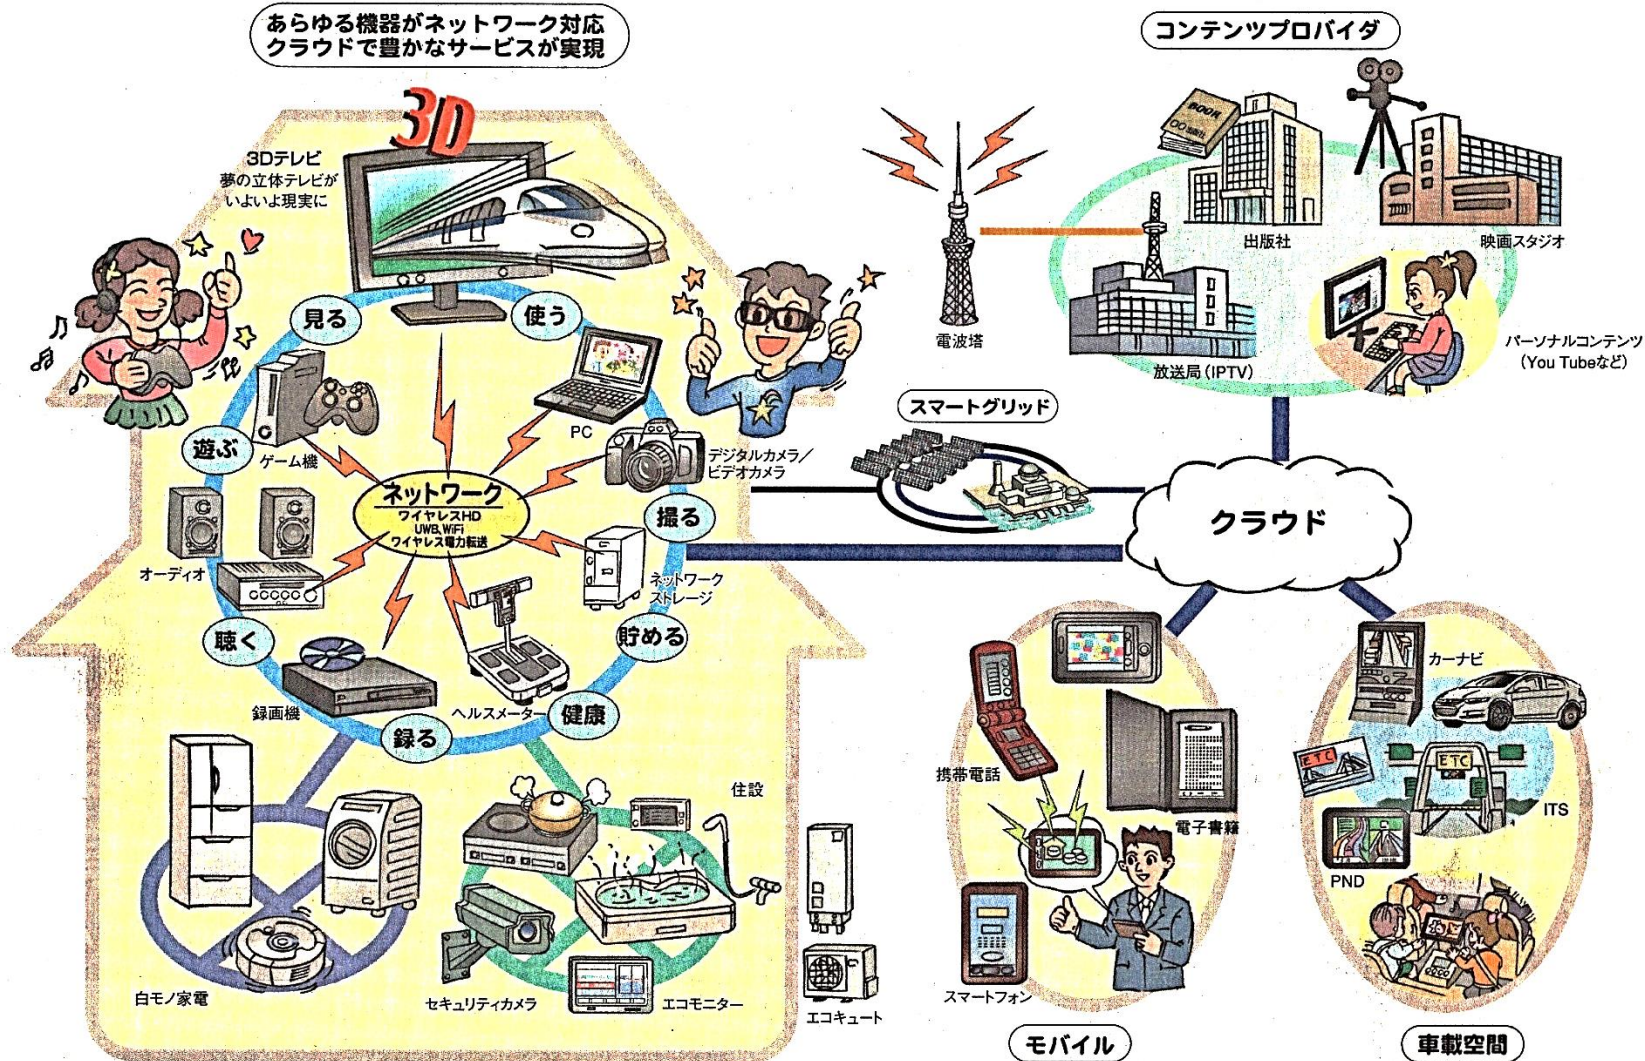 あらゆる機器がネットワーク対応
クラウドで豊かなサービスが実現
3D
3Dテレビ
夢の立体テレビが
いよいよ現実に
見る
使う
遊ぶ
ゲーム機
PC
デジタルカメラ/
ビデオカメラ
撮る
ネットワーク
ワイヤレスHD
UWB,WiFi
ワイヤレス電力転送
オーディオ
ネットワーク
ストレージ
聴く
貯める
録画機
ヘルスメーター
健康
録る
住設
白モノ家電
セキュリティカメラ
エコモニター
エコキュート
コンテンツプロバイダ
BOOK
出版社
映画スタジオ
電波塔
放送局(IPTV)
パーソナルコンテンツ
(You Tubeなど)
スマートグリッド
クラウド
携帯電話
電子書籍
スマートフォン
モバイル
カーナビ
ETC
ETC
ITS
PND
車載空間